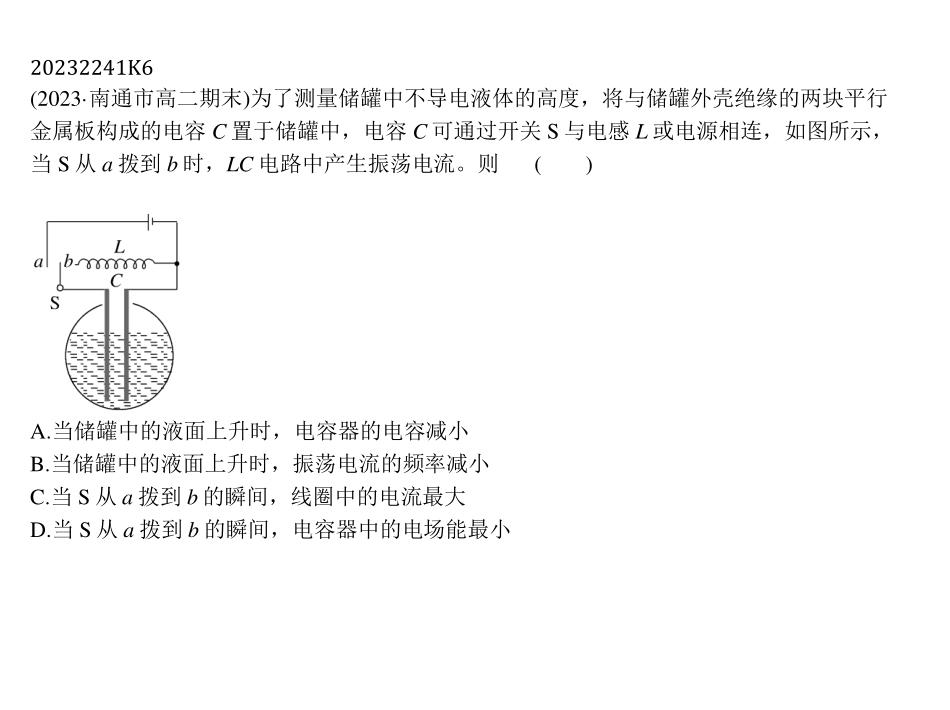 20232241K6
(2023·南通市高二期末)为了测量储罐中不导电液体的高度，将与储罐外壳绝缘的两块平行
金属板构成的电容 C 置于储罐中，电容 C 可通过开关 S 与电感 L 或电源相连，如图所示，
当 S 从 a 拨到 b 时，LC 电路中产生振荡电流。则 ( )
L
a b
C
S
A.当储罐中的液面上升时，电容器的电容减小
B.当储罐中的液面上升时，振荡电流的频率减小
C.当 S 从 a 拨到 b 的瞬间，线圈中的电流最大
D.当 S 从 a 拨到 b 的瞬间，电容器中的电场能最小